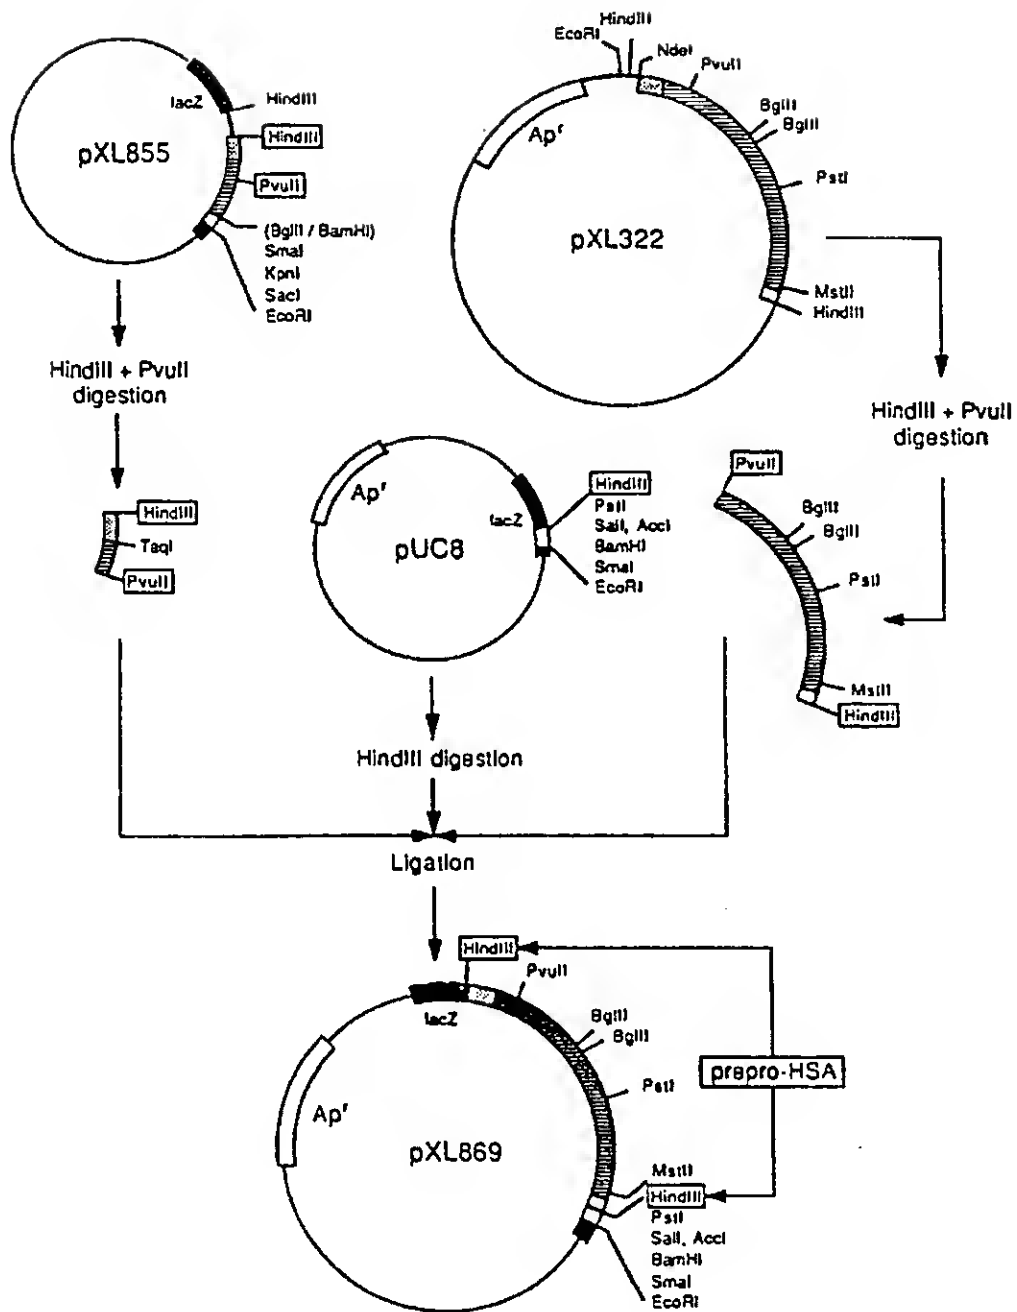 lacZ
HindIII
HindIII
pXL855
PvuII
(BglII / BamHI)
SmaI
KpnI
SacI
EcoRI
HindIII
EcoRI
NdeI
PvuII
BglII
BglII
Ap^r
PstI
pXL322
MstII
HindIII
HindIII + PvuII
digestion
HindIII + PvuII
digestion
HindIII
TaqI
PvuII
Ap^r
lacZ
pUC8
HindIII
PstI
SalI, AccI
BamHI
SmaI
EcoRI
PvuII
BglII
BglII
PstI
MstII
HindIII
HindIII digestion
Ligation
HindIII
PvuII
lacZ
BglII
BglII
PstI
prepro-HSA
Ap^r
pXL869
MstII
HindIII
PstI
SalI, AccI
BamHI
SmaI
EcoRI